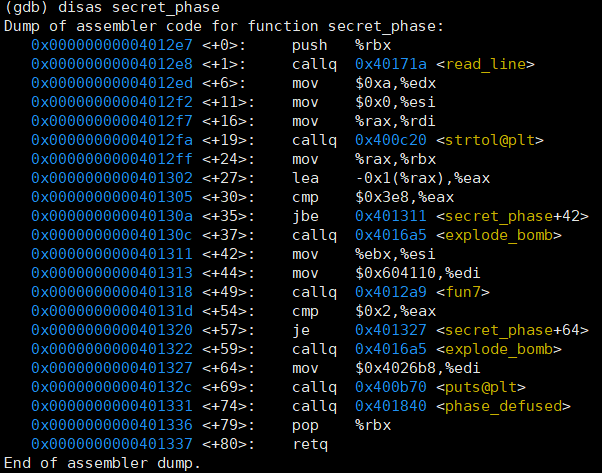 (gdb) disas secret_phase
Dump of assembler code for function secret_phase:
   0x00000000004012e7 <+0>:     push   %rbx
   0x00000000004012e8 <+1>:     callq  0x40171a <read_line>
   0x00000000004012ed <+6>:     mov    $0xa,%edx
   0x00000000004012f2 <+11>:    mov    $0x0,%esi
   0x00000000004012f7 <+16>:    mov    %rax,%rdi
   0x00000000004012fa <+19>:    callq  0x400c20 <strtol@plt>
   0x00000000004012ff <+24>:    mov    %rax,%rbx
   0x0000000000401302 <+27>:    lea    -0x1(%rax),%eax
   0x0000000000401305 <+30>:    cmp    $0x3e8,%eax
   0x000000000040130a <+35>:    jbe    0x401311 <secret_phase+42>
   0x000000000040130c <+37>:    callq  0x4016a5 <explode_bomb>
   0x0000000000401311 <+42>:    mov    %ebx,%esi
   0x0000000000401313 <+44>:    mov    $0x604110,%edi
   0x0000000000401318 <+49>:    callq  0x4012a9 <fun7>
   0x000000000040131d <+54>:    cmp    $0x2,%eax
   0x0000000000401320 <+57>:    je     0x401327 <secret_phase+64>
   0x0000000000401322 <+59>:    callq  0x4016a5 <explode_bomb>
   0x0000000000401327 <+64>:    mov    $0x4026b8,%edi
   0x000000000040132c <+69>:    callq  0x400b70 <puts@plt>
   0x0000000000401331 <+74>:    callq  0x401840 <phase_defused>
   0x0000000000401336 <+79>:    pop    %rbx
   0x0000000000401337 <+80>:    retq
End of assembler dump.